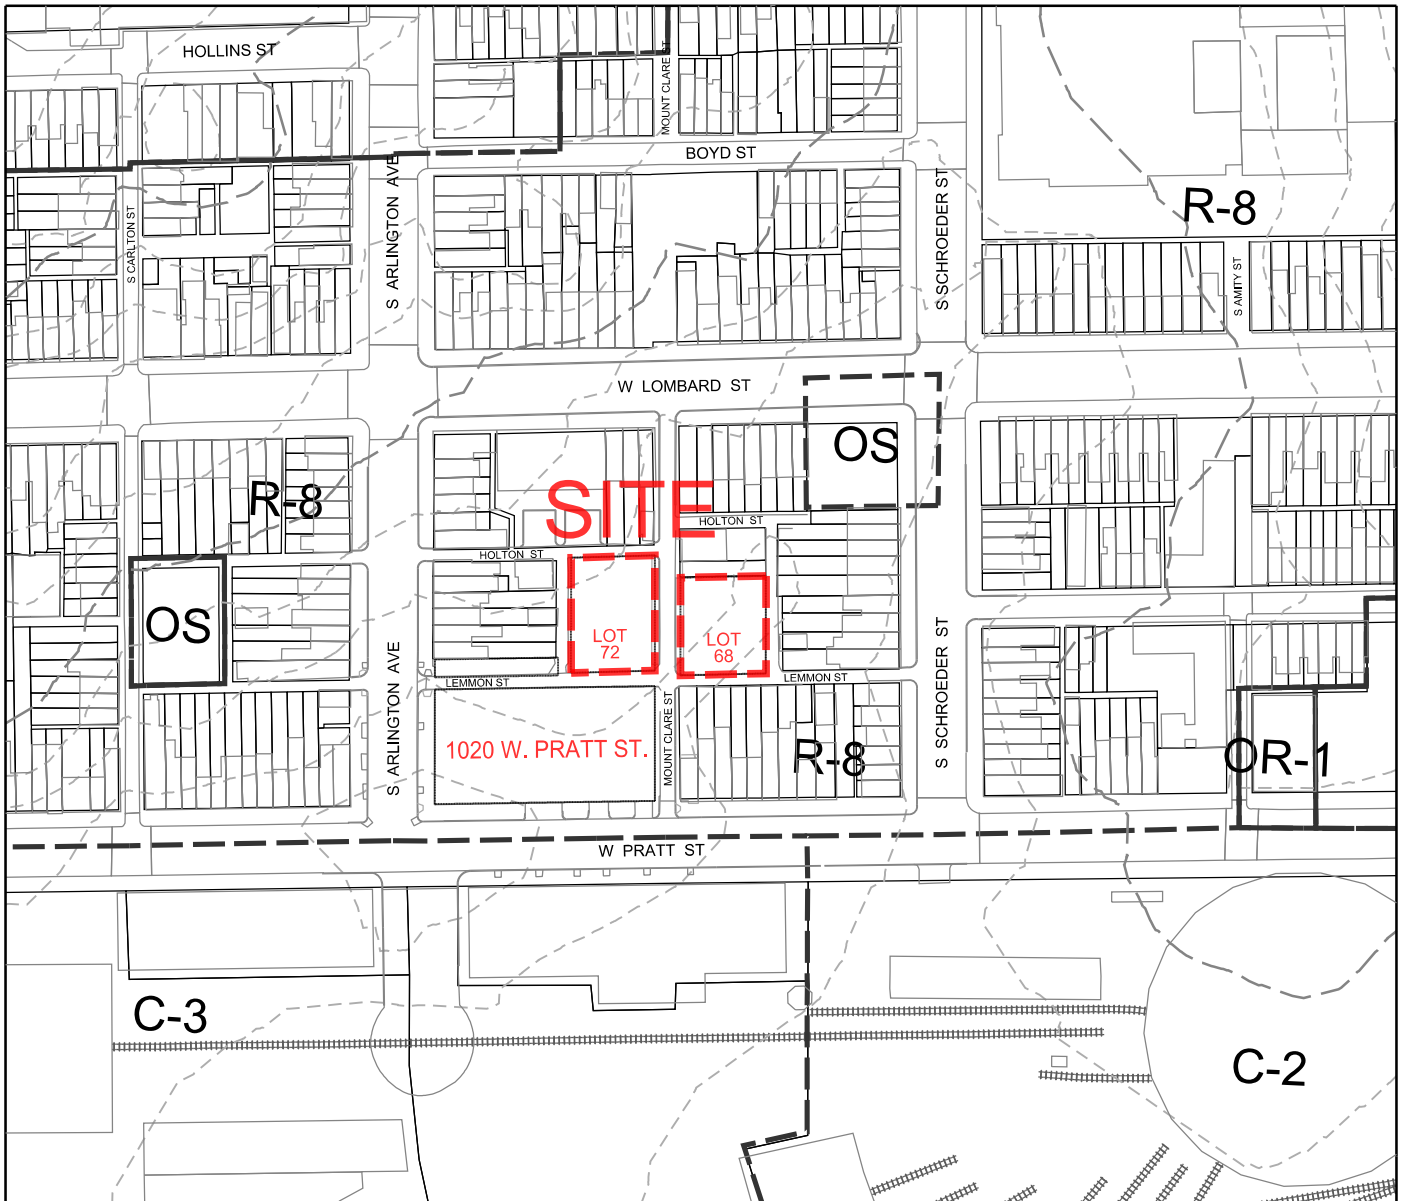 HOLLINS ST
MOUNT CLARE ST
BOYD ST
S ARLINGTON AVE
S CARLTON ST
S SCHROEDER ST
R-8
S AMITY ST
W LOMBARD ST
OS
R-8
SITE
HOLTON ST
HOLTON ST
OS
LOT
72
LOT
68
LEMMON ST
LEMMON ST
S ARLINGTON AVE
MOUNT CLARE ST
S SCHROEDER ST
1020 W. PRATT ST.
R-8
OR-1
W PRATT ST
C-3
C-2